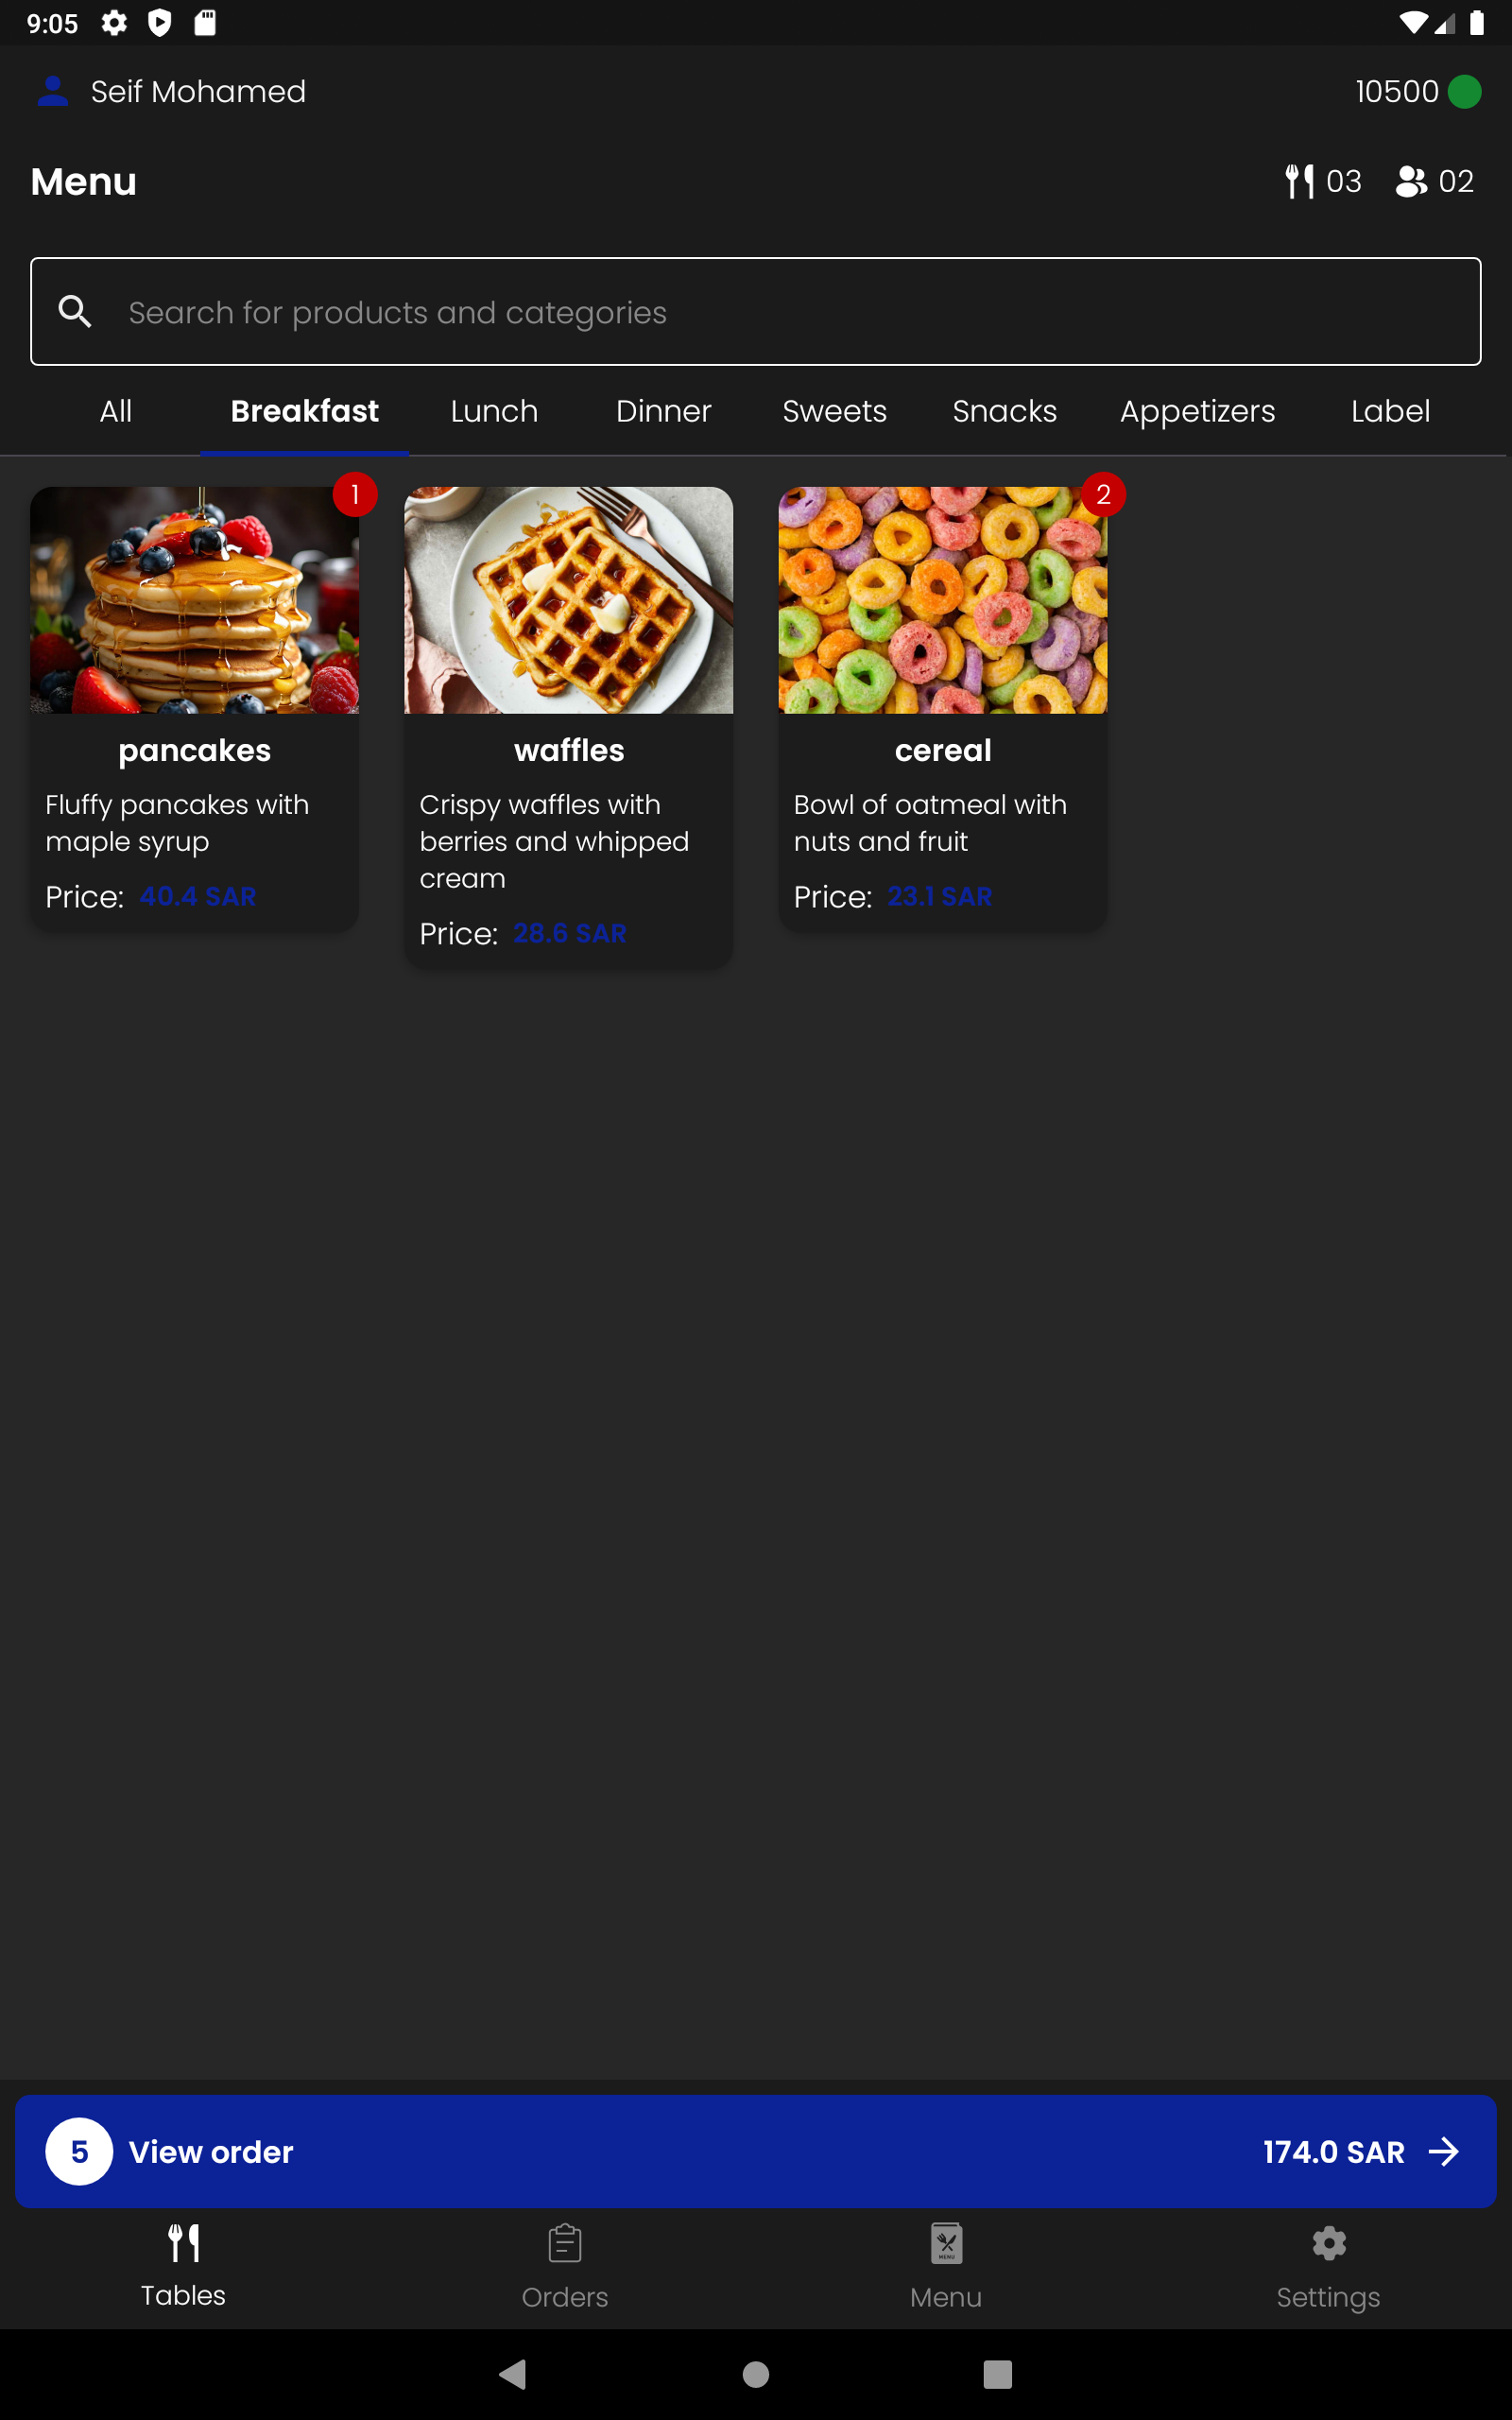 9:05
Seif Mohamed
10500
Menu
03
02
Search for products and categories
All
Breakfast
Lunch
Dinner
Sweets
Snacks
Appetizers
Label
1
2
pancakes
Fluffy pancakes with
maple syrup
Price: 40.4 SAR
waffles
Crispy waffles with
berries and whipped
cream
Price: 28.6 SAR
cereal
Bowl of oatmeal with
nuts and fruit
Price: 23.1 SAR
5
View order
174.0 SAR
Tables
Orders
MENU
Menu
Settings